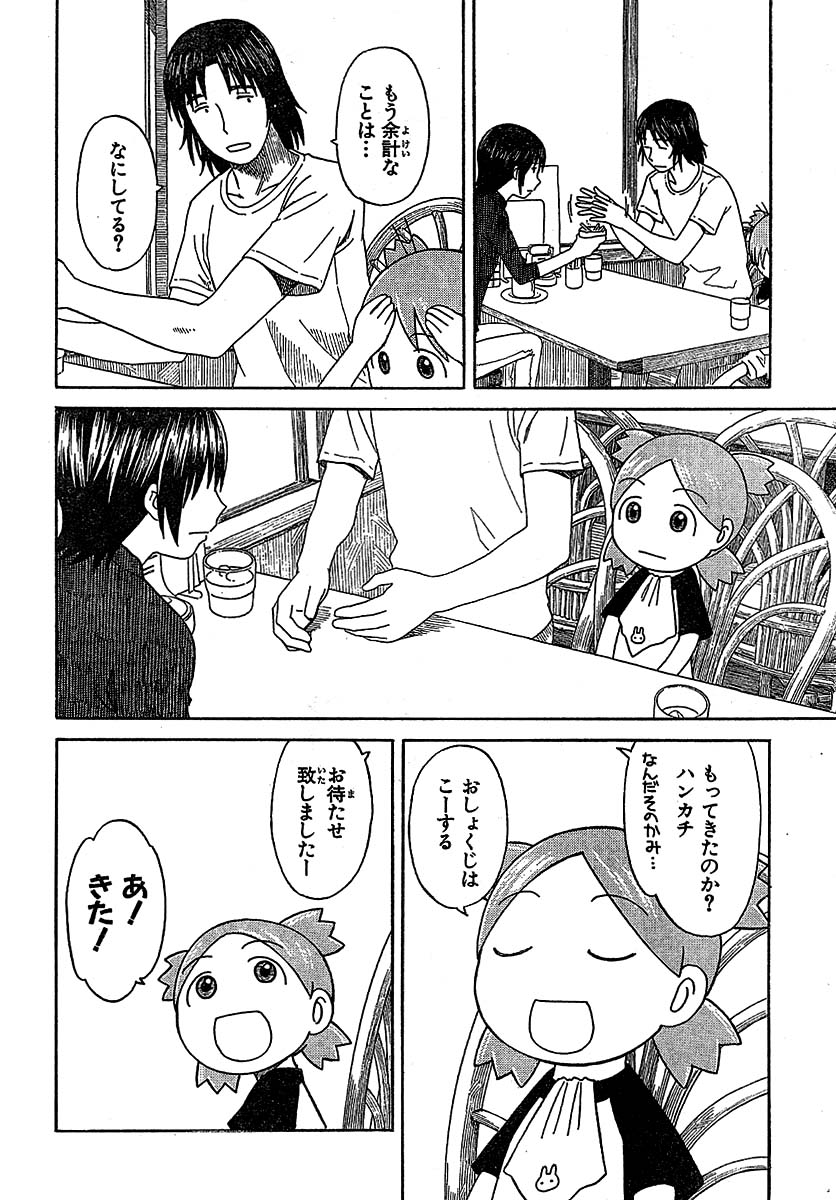 もう余計な
ことは…
なにしてる?
もってきたのか?
ハンカチ
なんだそのかみ…
おしょくじは
こーする
お待たせ
致しましたー
あ!
きた!